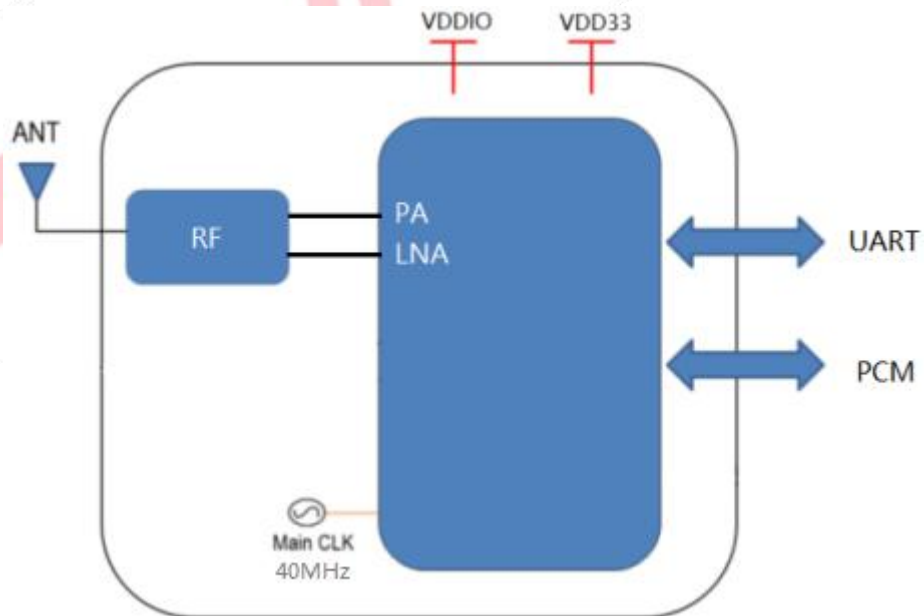 VDDIO
VDD33
ANT
RF
PA
LNA
UART
PCM
Main CLK
40MHz